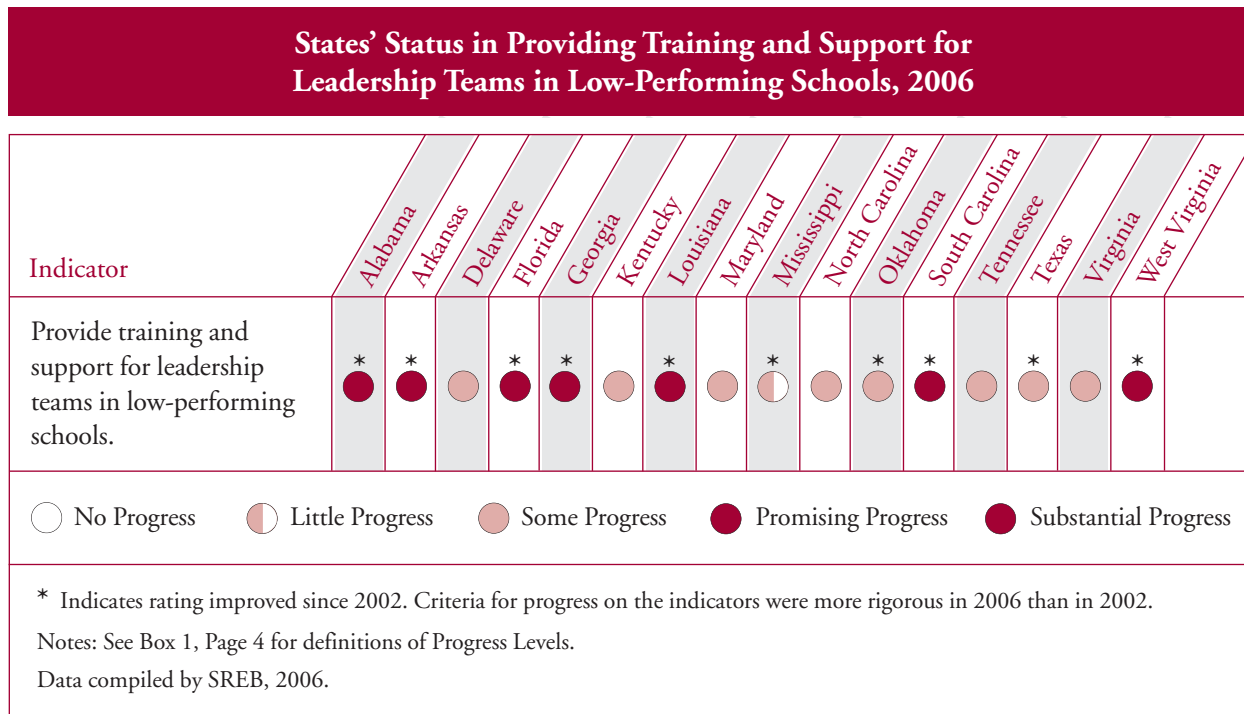 States’ Status in Providing Training and Support for
Leadership Teams in Low-Performing Schools, 2006
Indicator
Alabama
Arkansas
Delaware
Florida
Georgia
Kentucky
Louisiana
Maryland
Mississippi
North Carolina
Oklahoma
South Carolina
Tennessee
Texas
Virginia
West Virginia
Provide training and
support for leadership
teams in low-performing
schools.
* * * * * * * * * *
No Progress Little Progress Some Progress Promising Progress Substantial Progress
* Indicates rating improved since 2002. Criteria for progress on the indicators were more rigorous in 2006 than in 2002.
Notes: See Box 1, Page 4 for definitions of Progress Levels.
Data compiled by SREB, 2006.